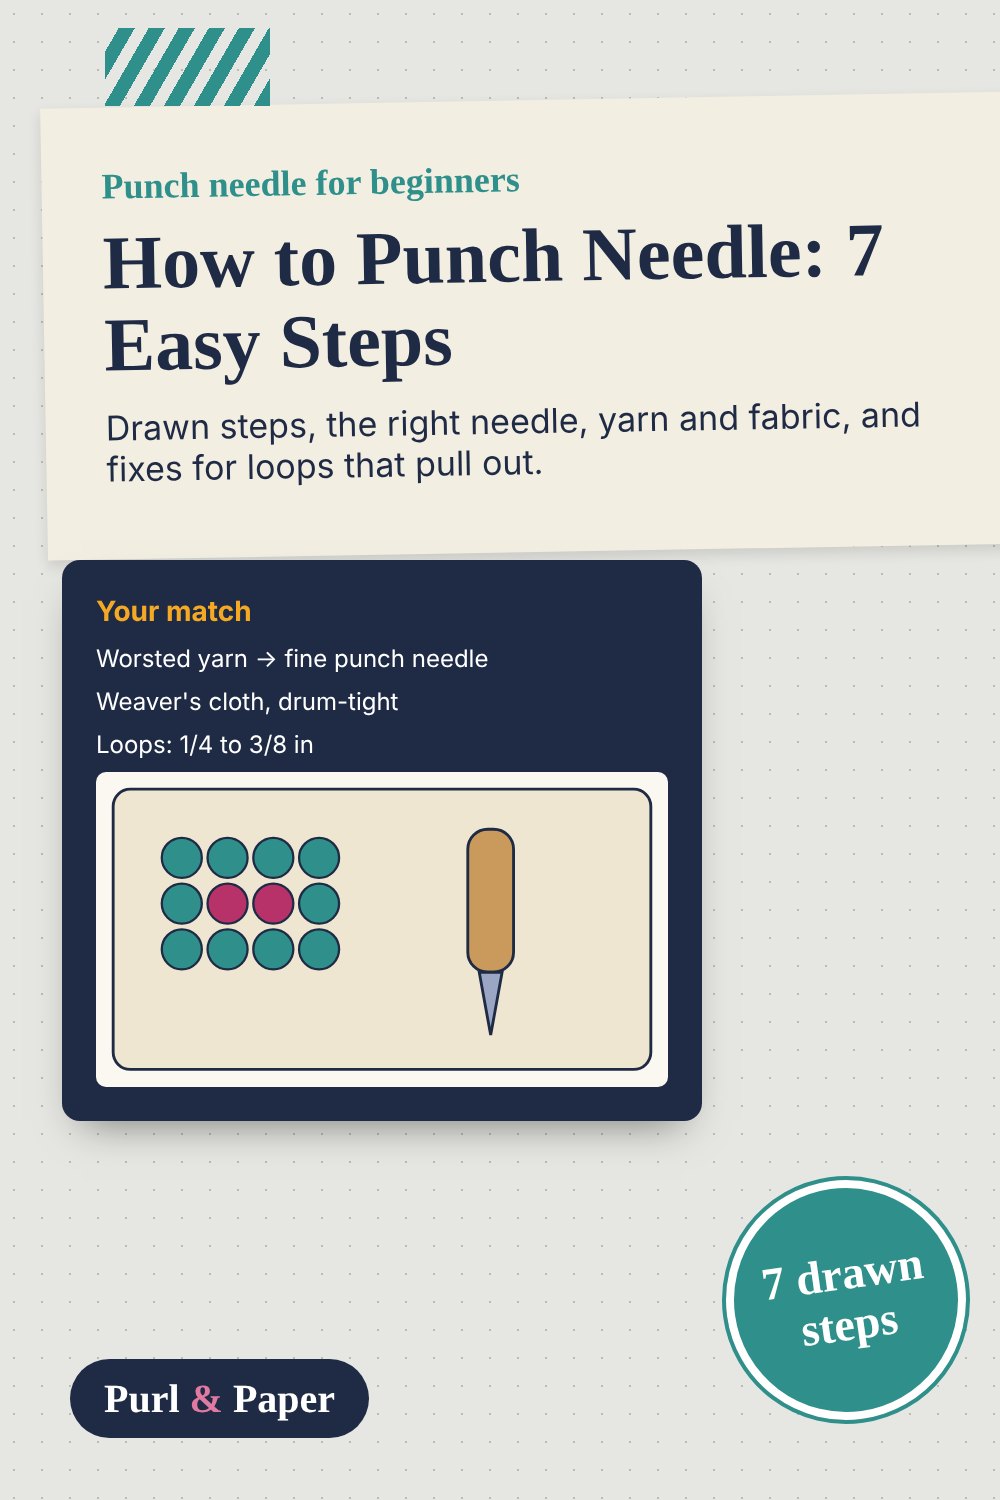 Punch needle for beginners
How to Punch Needle: 7
Easy Steps
Drawn steps, the right needle, yarn and fabric, and
fixes for loops that pull out.
Your match
Worsted yarn → fine punch needle
Weaver's cloth, drum-tight
Loops: 1/4 to 3/8 in
7 drawn
steps
Purl & Paper